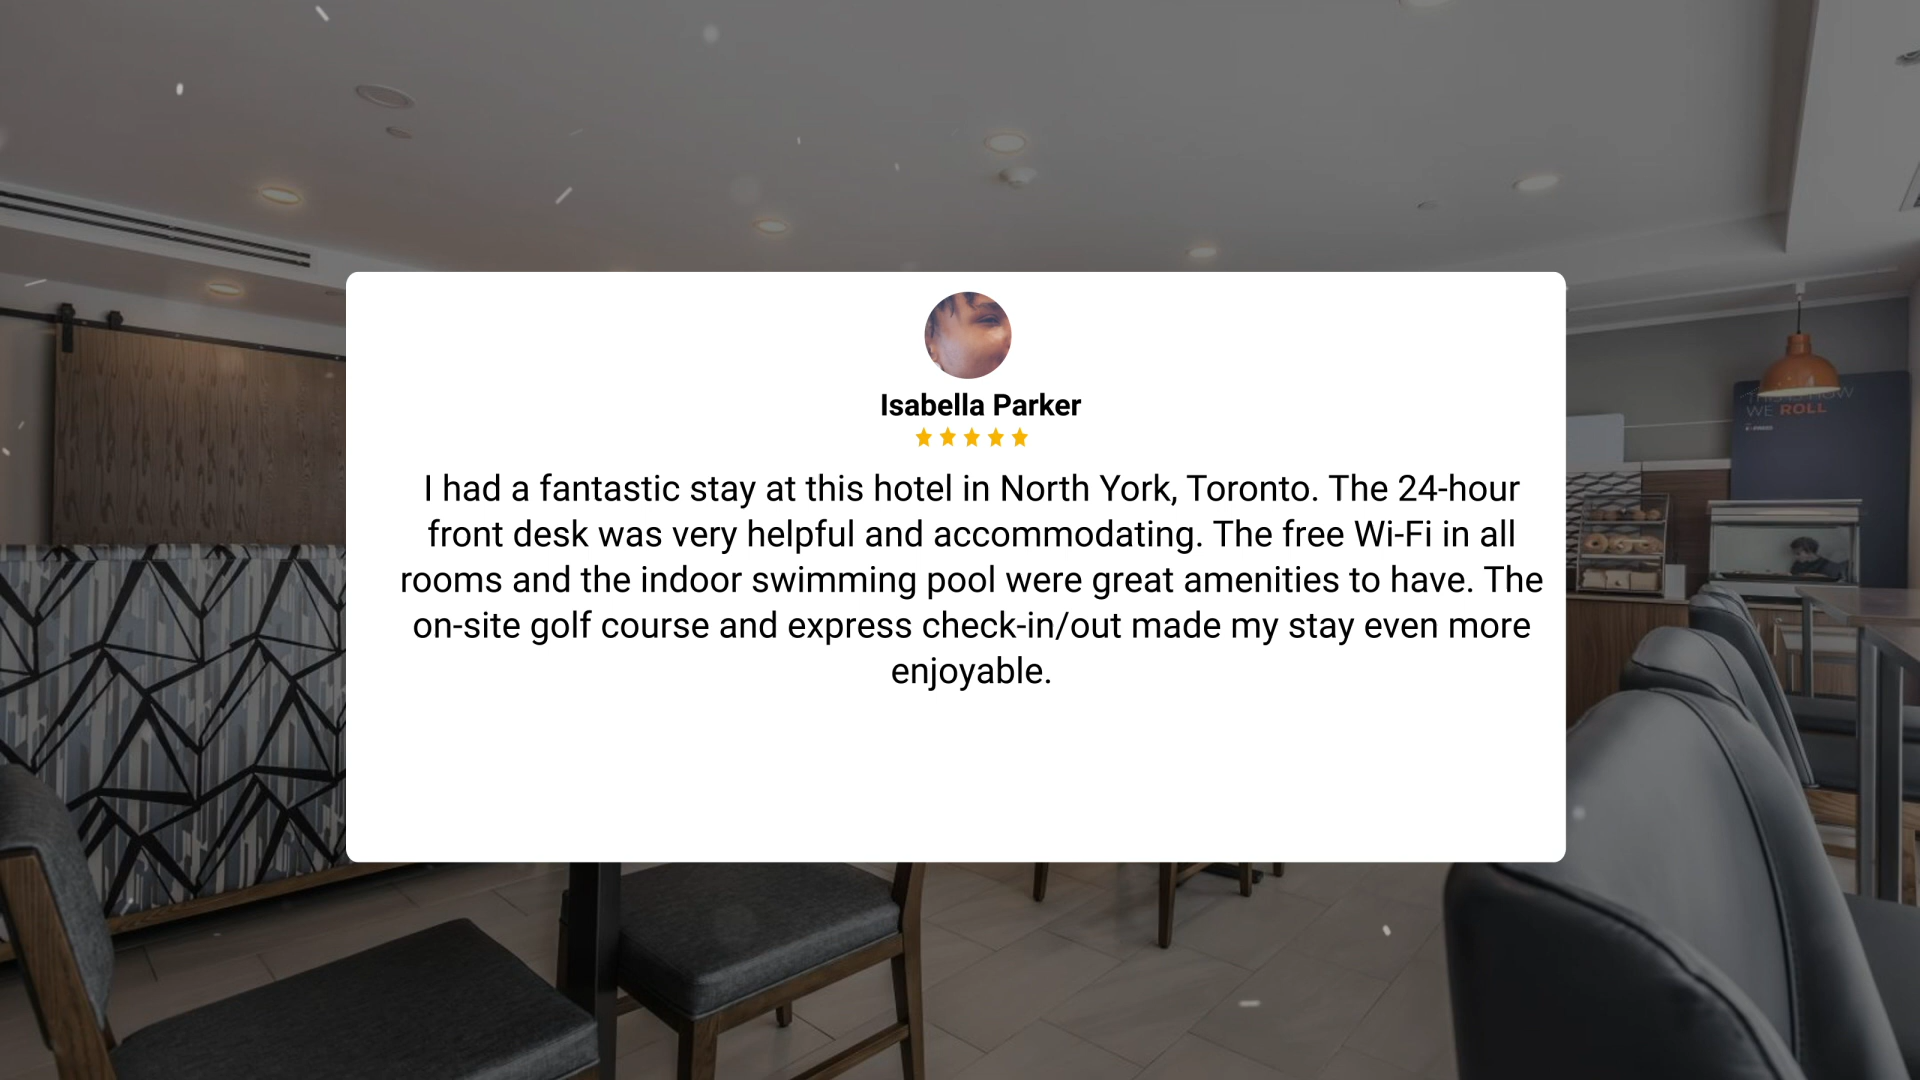 Isabella Parker
I had a fantastic stay at this hotel in North York, Toronto. The 24-hour
front desk was very helpful and accommodating. The free Wi-Fi in all
rooms and the indoor swimming pool were great amenities to have. The
on-site golf course and express check-in/out made my stay even more
enjoyable.
THIS IS HOW
WE ROLL